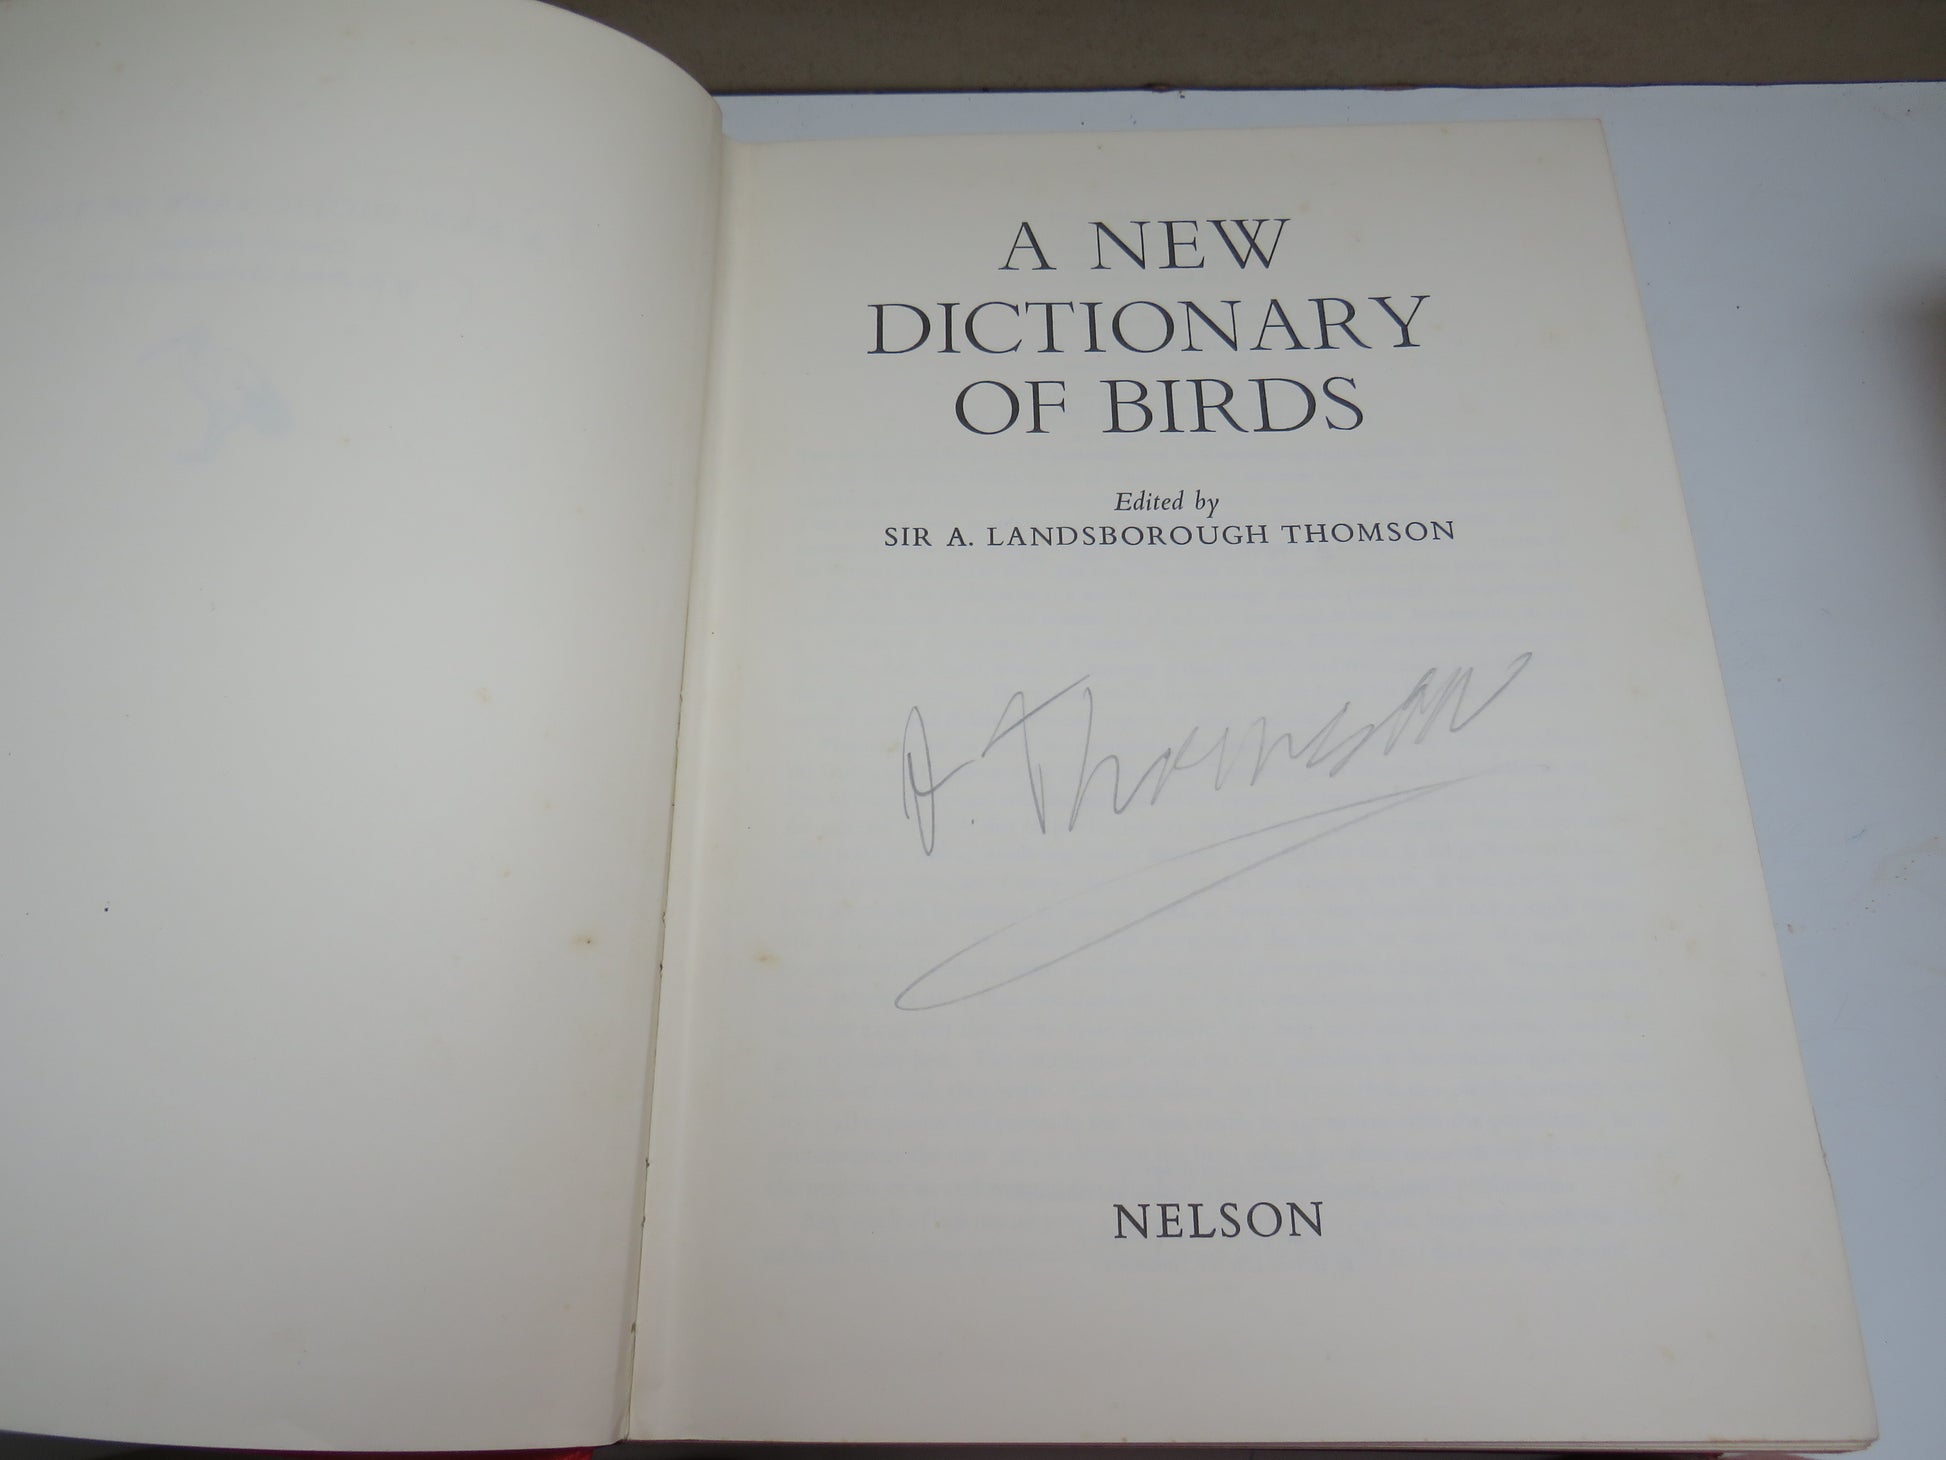 A NEW
DICTIONARY
OF BIRDS
Edited by
SIR A. LANDSBOROUGH THOMSON
A. Thomson
NELSON